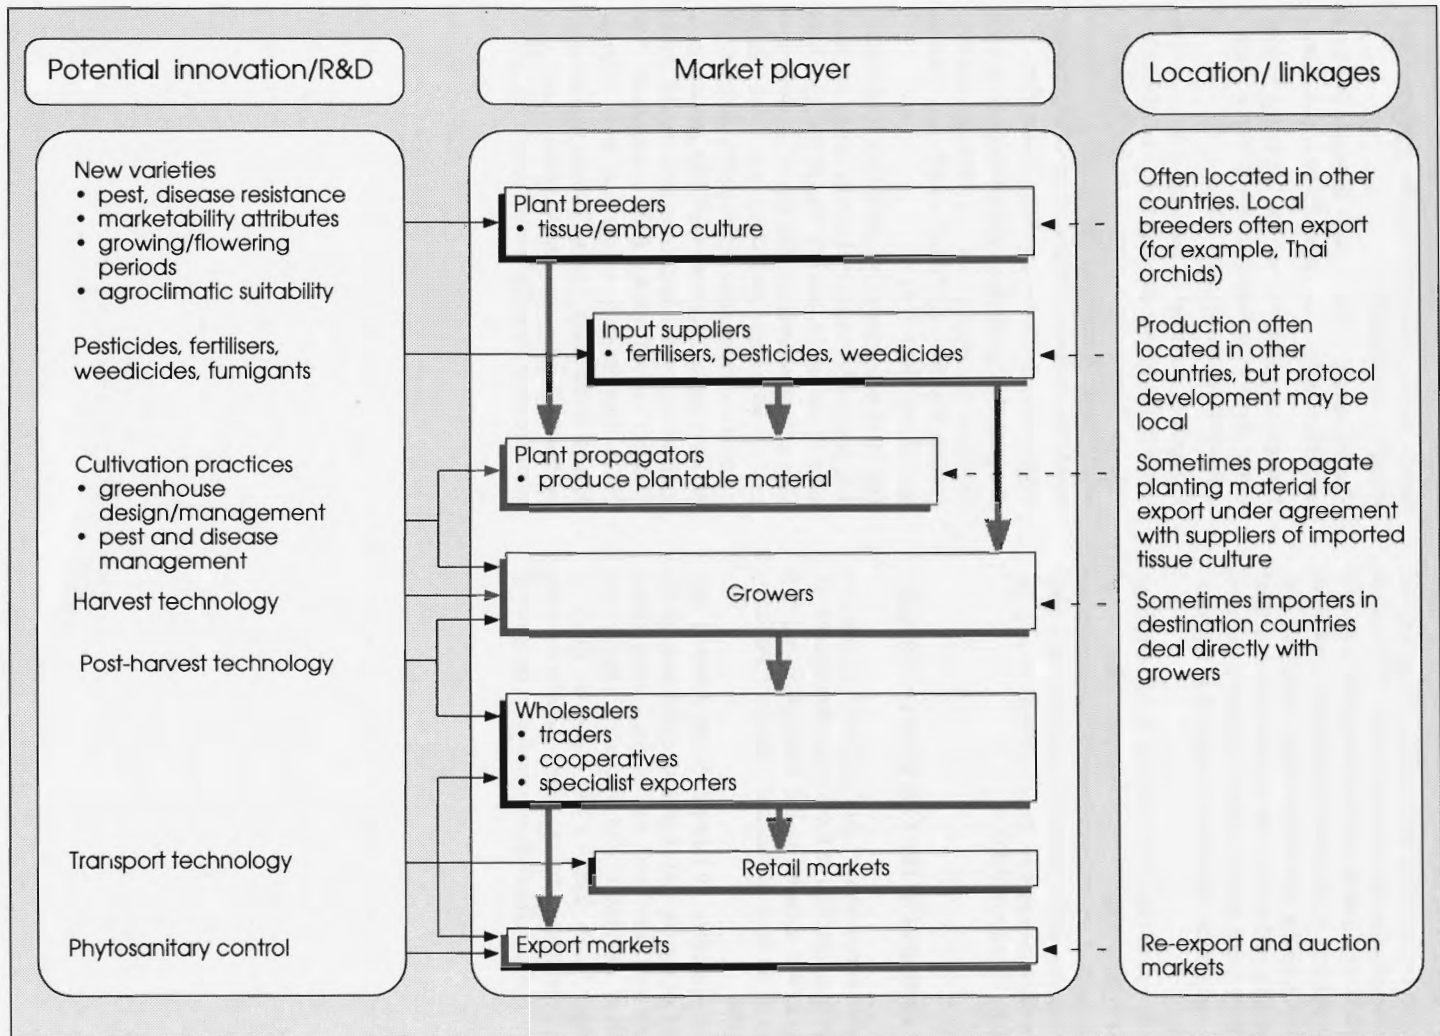 Potential innovation/R&D
Market player
Location/ linkages
New varieties
• pest, disease resistance
• marketability attributes
• growing/flowering
periods
• agroclimatic suitability
Pesticides, fertilisers,
weedicides, fumigants
Cultivation practices
• greenhouse
design/management
• pest and disease
management
Harvest technology
Post-harvest technology
Transport technology
Phytosanitary control
Plant breeders
• tissue/embryo culture
Input suppliers
• fertilisers, pesticides, weedicides
Plant propagators
• produce plantable material
Growers
Wholesalers
• traders
• cooperatives
• specialist exporters
Retail markets
Export markets
Often located in other
countries. Local
breeders often export
(for example, Thai
orchids)
Production often
located in other
countries, but protocol
development may be
local
Sometimes propagate
planting material for
export under agreement
with suppliers of imported
tissue culture
Sometimes importers in
destination countries
deal directly with
growers
Re-export and auction
markets